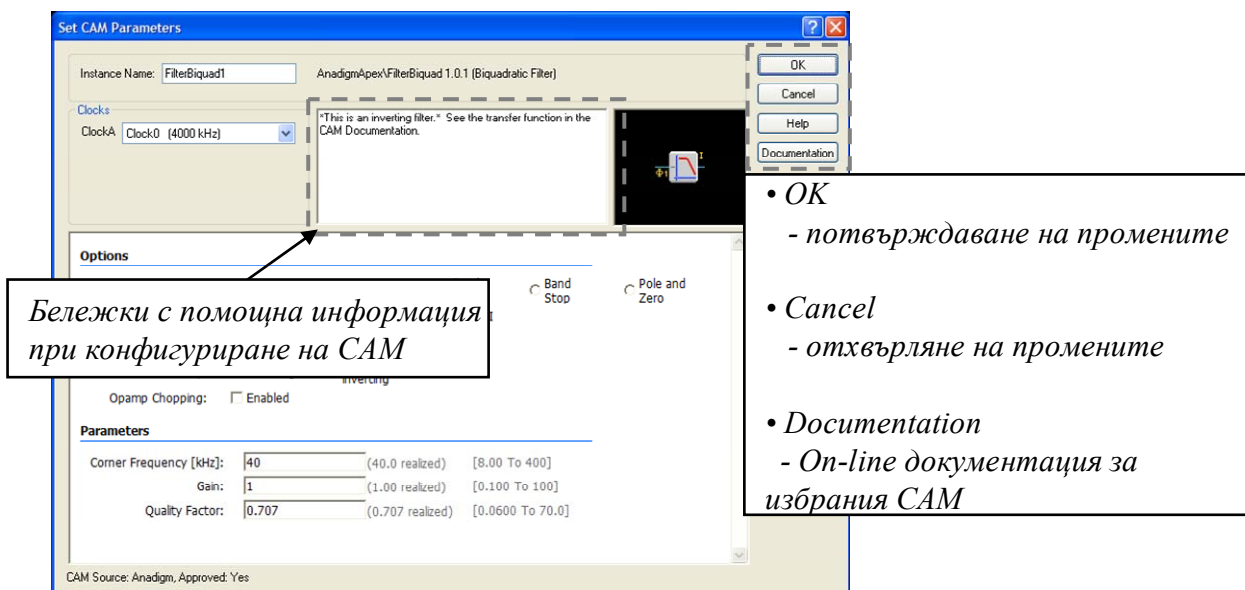 Set CAM Parameters
Instance Name: FilterBiquad1 AnadigmApex\FilterBiquad 1.0.1 (Biquadratic Filter)
OK
Cancel
Help
Documentation
Clocks
ClockA Clock0 (4000 kHz)
*This is an inverting filter.* See the transfer function in the
CAM Documentation.
Φ1
I
Options
Band
Stop
Pole and
Zero
Бележки с помощна информация
при конфигуриране на CAM
Inverting
Opamp Chopping: Enabled
Parameters
Corner Frequency [kHz]: 40 (40.0 realized) [8.00 To 400]
Gain: 1 (1.00 realized) [0.100 To 100]
Quality Factor: 0.707 (0.707 realized) [0.0600 To 70.0]
CAM Source: Anadigm, Approved: Yes
• OK
- потвърждаване на промените
• Cancel
- отхвърляне на промените
• Documentation
- On-line документация за
избрания CAM